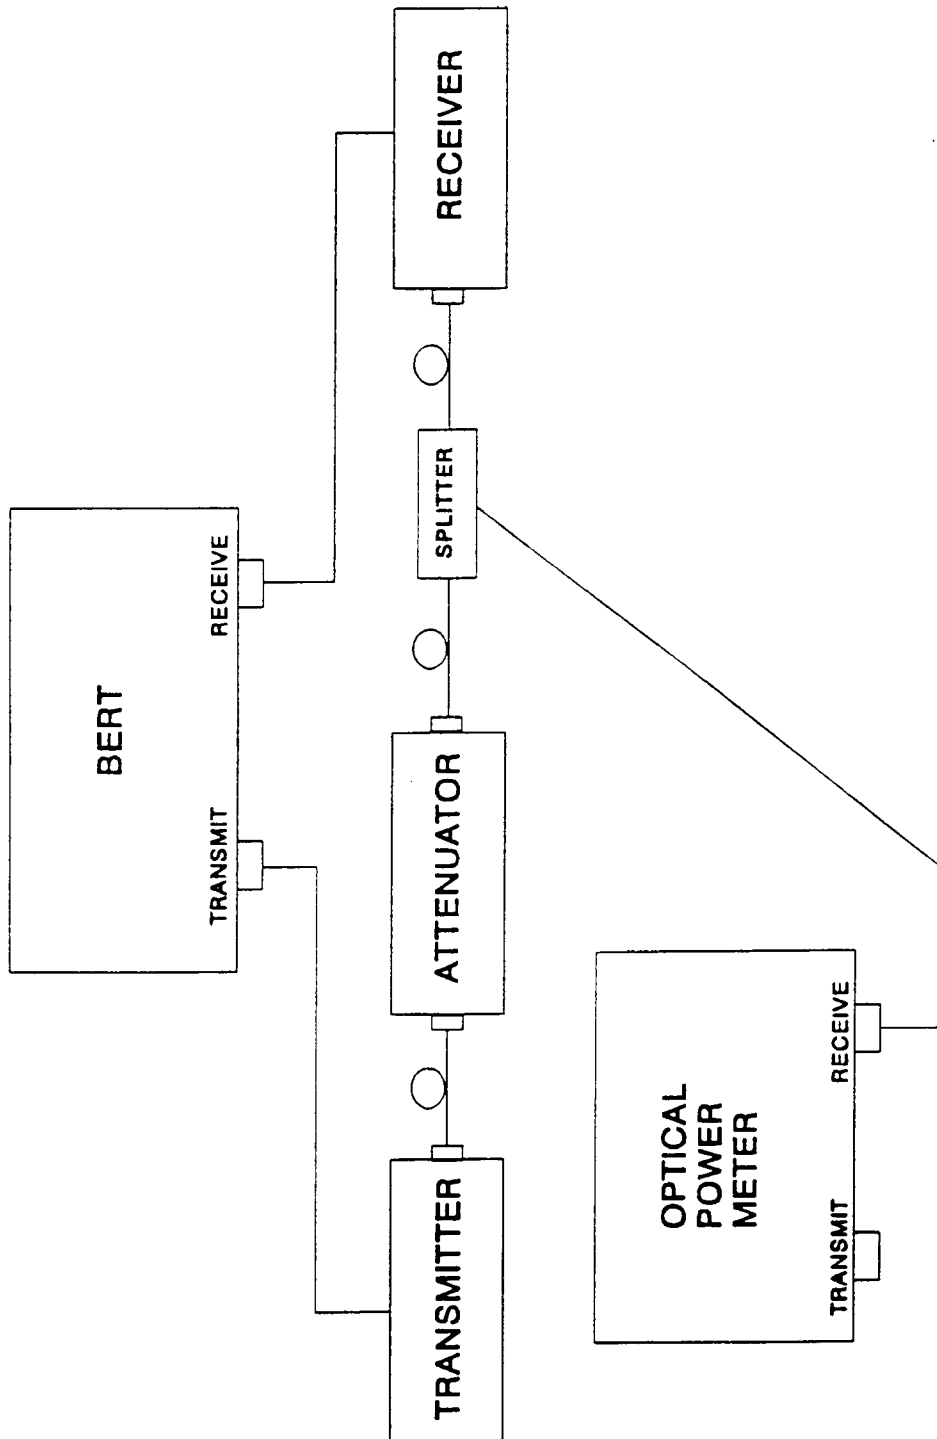 BERT
TRANSMIT
RECEIVE
TRANSMITTER
ATTENUATOR
SPLITTER
RECEIVER
OPTICAL
POWER
METER
TRANSMIT
RECEIVE